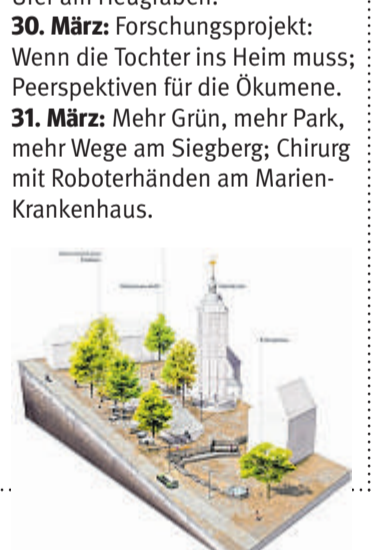 30. März: Forschungsprojekt:
Wenn die Tochter ins Heim muss;
Peerspektiven für die Ökumene.
31. März: Mehr Grün, mehr Park,
mehr Wege am Siegberg; Chirurg
mit Roboterhänden am Marien-
Krankenhaus.